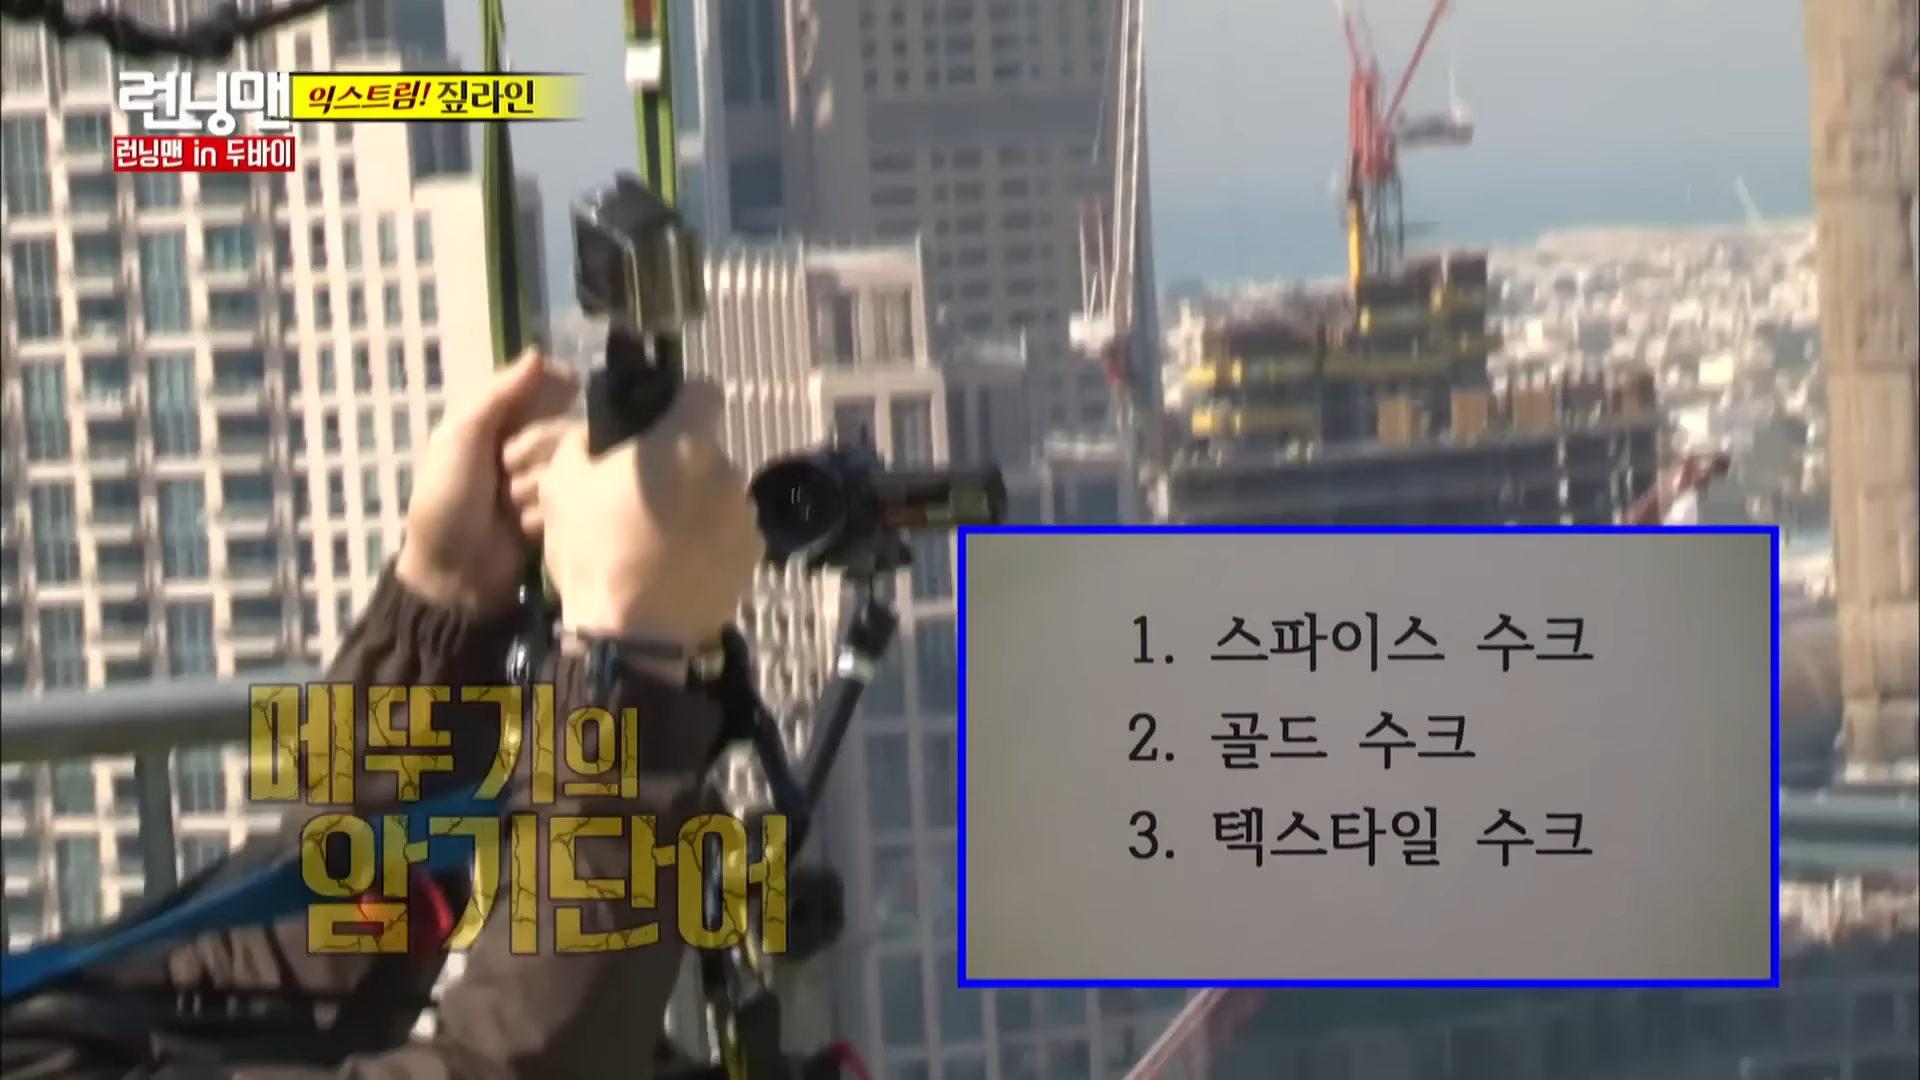 런닝맨 익스트림! 짚라인
런닝맨 in 두바이
메뚜기의
암기단어
1. 스파이스 수크
2. 골드 수크
3. 텍스타일 수크